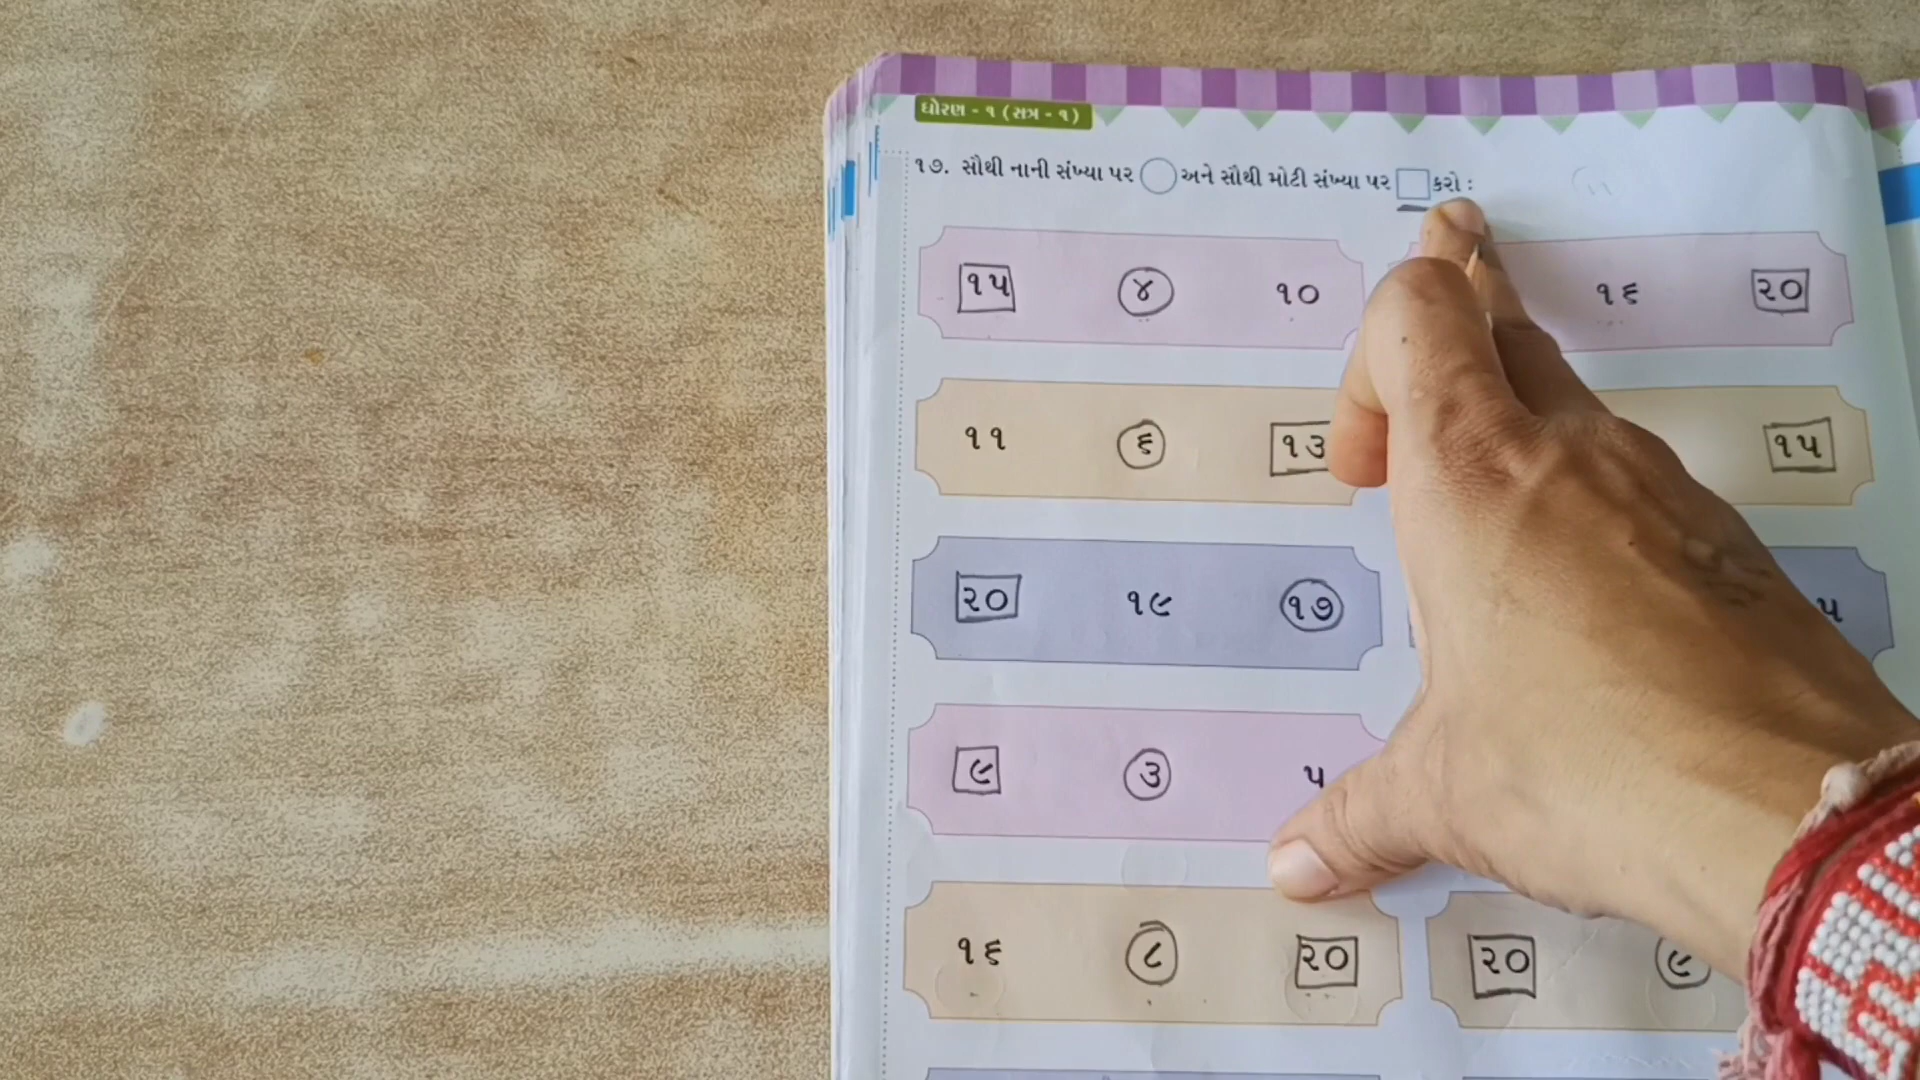 ધોરણ - ૧ ( સત્ર - ૧ )
૧૭. સૌથી નાની સંખ્યા પર અને સૌથી મોટી સંખ્યા પર કરો :
૧૫ ૪ ૧૦ ૧૬ ૨૦
૧૧ ૬ ૧૩ ૧૫
૨૦ ૧૯ ૧૭ ૫
૯ ૩ ૫
૧૬ ૮ ૨૦ ૨૦ ૯